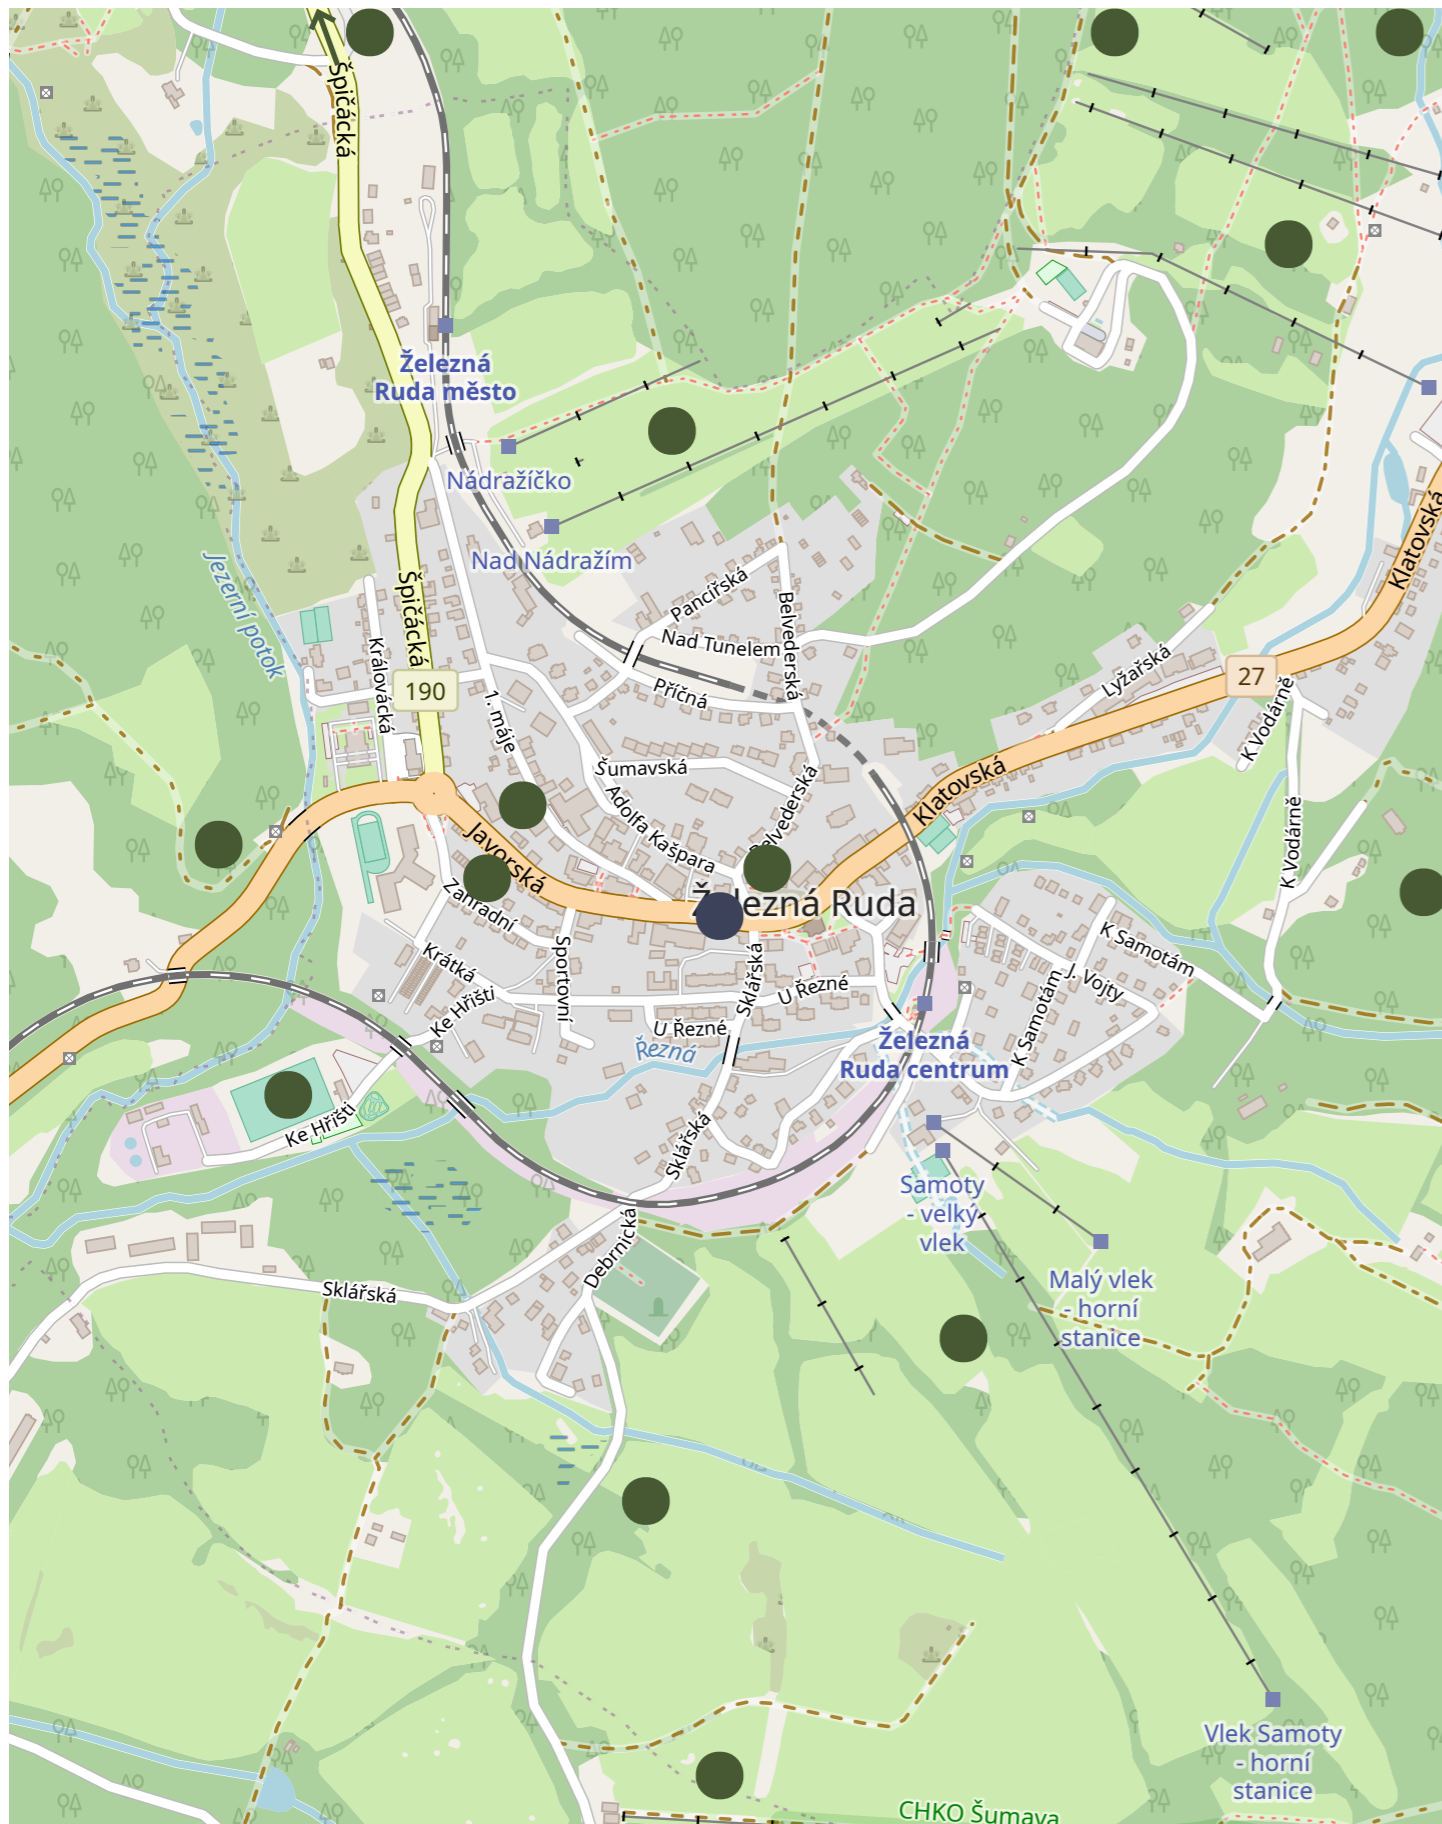 Špičácká
Železná
Ruda město
Nádražíčko
Nad Nádražím
Klatovská
Jezerní potok
Špičácká
Pancířská
Belvederská
Nad Tunelem
Královácká
190
Příčná
Lyžařská
27
K Vodárně
1. máje
Šumavská
Belvederská
Klatovská
Adolfa Kašpara
K Vodárně
Javorská
Zahradní
Železná Ruda
Krátká
Sportovní
Sklářská
U Řezné
K Samotám
J. Vojty
K Samotám
Ke Hřišti
U Řezné
Řezná
Železná
Ruda centrum
Ke Hřišti
Sklářská
Samoty
- velký
vlek
Debrnická
Sklářská
Malý vlek
- horní
stanice
Vlek Samoty
- horní
stanice
CHKO Šumava